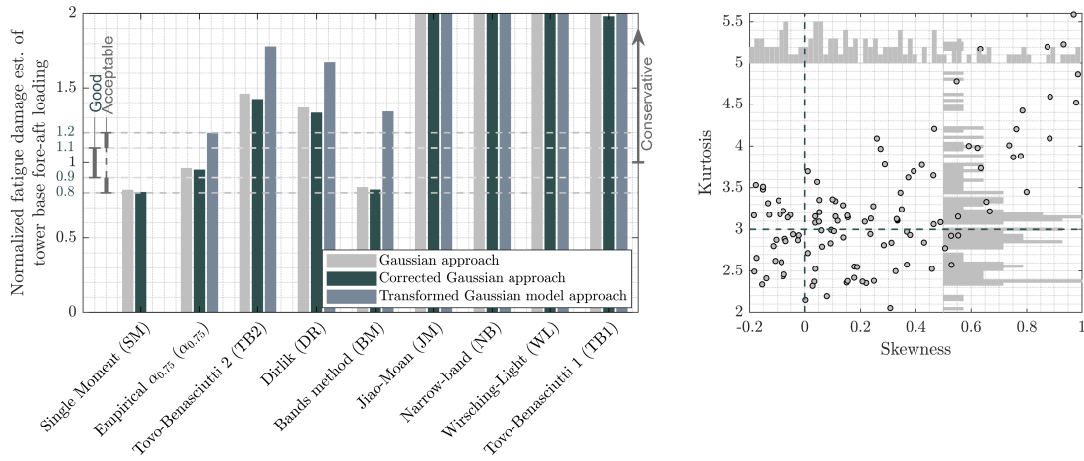 Normalized fatigue damage est. of
tower base fore-aft loading
2
1.5
1.2
1.1
1
0.9
0.8
0.5
0
Good
Acceptable
Conservative
Gaussian approach
Corrected Gaussian approach
Transformed Gaussian model approach
Single Moment (SM)
Empirical α0.75 (α0.75)
Tovo-Benasciutti 2 (TB2)
Dirlik (DR)
Bands method (BM)
Jiao-Moan (JM)
Narrow-band (NB)
Wirsching-Light (WL)
Tovo-Benasciutti 1 (TB1)
Kurtosis
5.5
5
4.5
4
3.5
3
2.5
2
-0.2 0 0.2 0.4 0.6 0.8 1
Skewness